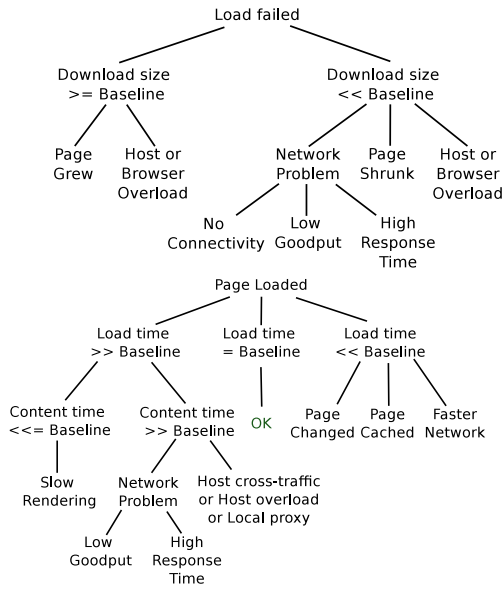 Load failed
Download size
>= Baseline
Download size
<< Baseline
Page
Grew
Host or
Browser
Overload
Network
Problem
Page
Shrunk
Host or
Browser
Overload
No
Connectivity
Low
Goodput
High
Response
Time
Page Loaded
Load time
>> Baseline
Load time
= Baseline
Load time
<< Baseline
Content time
<<= Baseline
Content time
>> Baseline
OK
Page
Changed
Page
Cached
Faster
Network
Slow
Rendering
Network
Problem
Host cross-traffic
or Host overload
or Local proxy
Low
Goodput
High
Response
Time